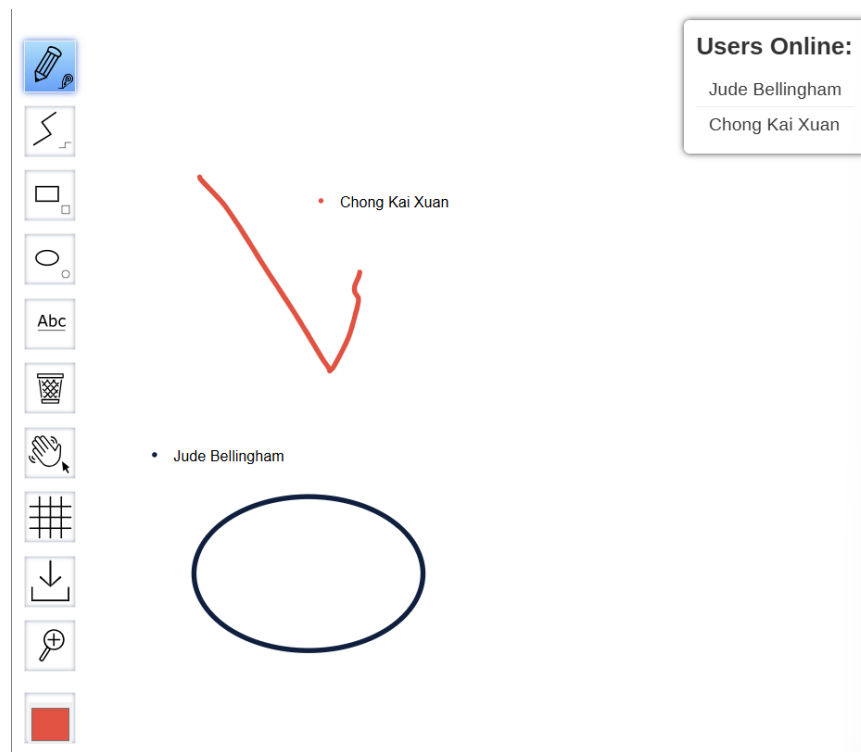 Users Online:
Jude Bellingham
Chong Kai Xuan
Chong Kai Xuan
Abc
Jude Bellingham